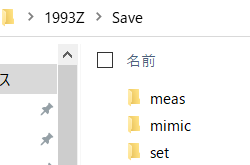 1993Z > Save
名前
ス
meas
mimic
set